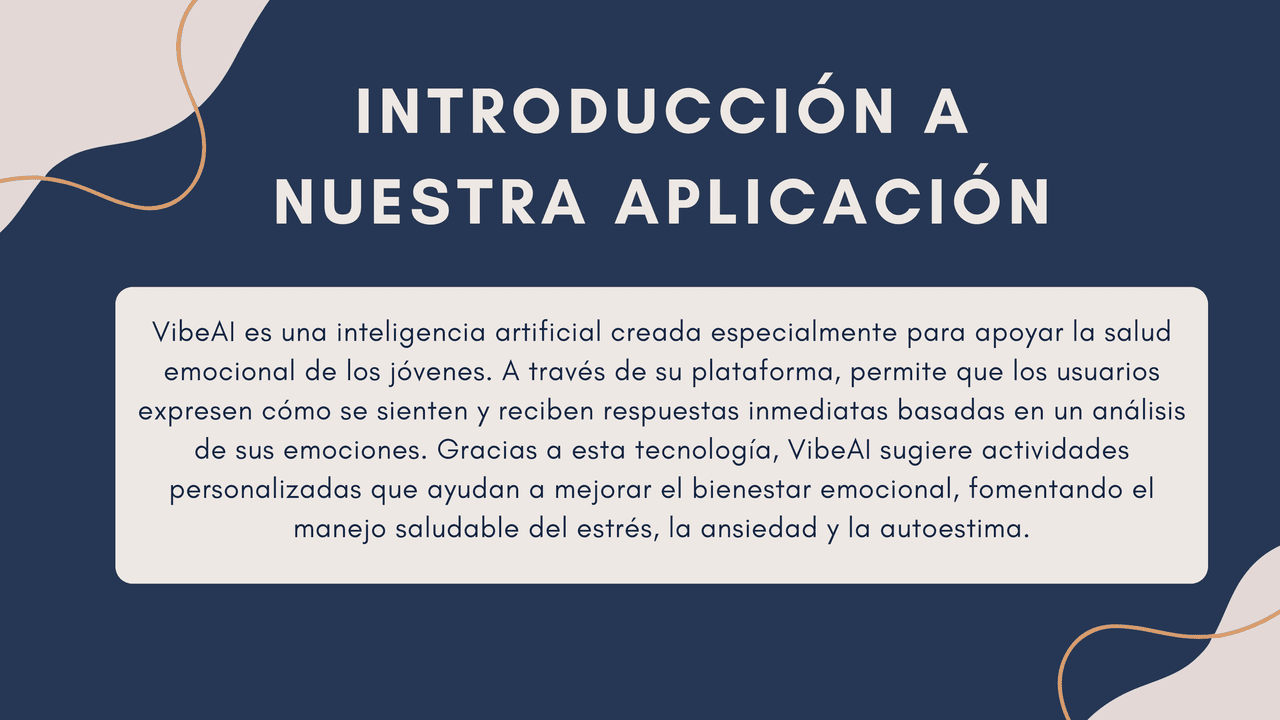 INTRODUCCIÓN A
NUESTRA APLICACIÓN
VibeAI es una inteligencia artificial creada especialmente para apoyar la salud
emocional de los jóvenes. A través de su plataforma, permite que los usuarios
expresen cómo se sienten y reciben respuestas inmediatas basadas en un análisis
de sus emociones. Gracias a esta tecnología, VibeAI sugiere actividades
personalizadas que ayudan a mejorar el bienestar emocional, fomentando el
manejo saludable del estrés, la ansiedad y la autoestima.